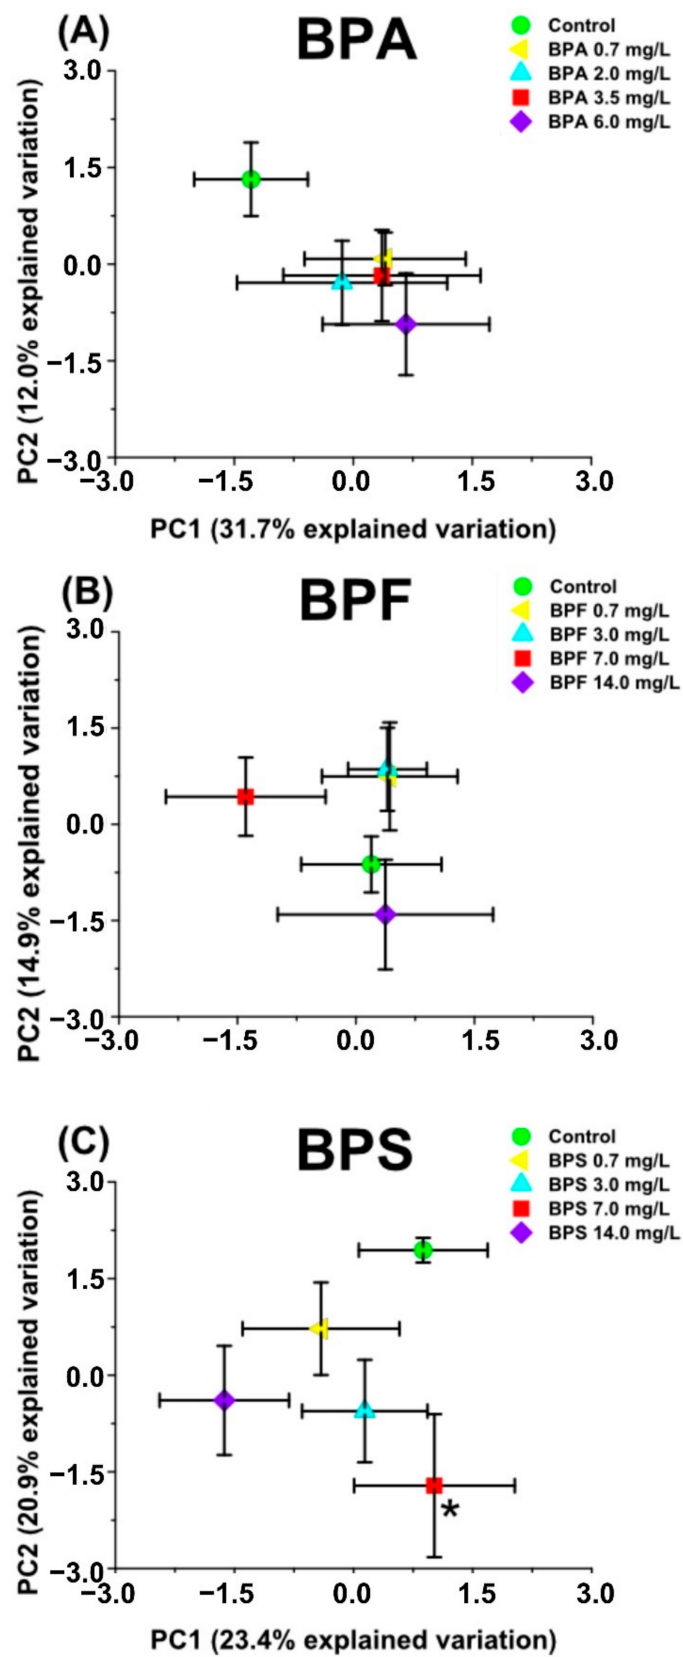 (A)
BPA
Control
BPA 0.7 mg/L
BPA 2.0 mg/L
BPA 3.5 mg/L
BPA 6.0 mg/L
3.0
1.5
0.0
−1.5
−3.0
PC2 (12.0% explained variation)
−3.0 −1.5 0.0 1.5 3.0
PC1 (31.7% explained variation)
(B)
BPF
Control
BPF 0.7 mg/L
BPF 3.0 mg/L
BPF 7.0 mg/L
BPF 14.0 mg/L
3.0
1.5
0.0
−1.5
−3.0
PC2 (14.9% explained variation)
−3.0 −1.5 0.0 1.5 3.0
(C)
BPS
Control
BPS 0.7 mg/L
BPS 3.0 mg/L
BPS 7.0 mg/L
BPS 14.0 mg/L
3.0
1.5
0.0
−1.5
−3.0
PC2 (20.9% explained variation)
*
−3.0 −1.5 0.0 1.5 3.0
PC1 (23.4% explained variation)